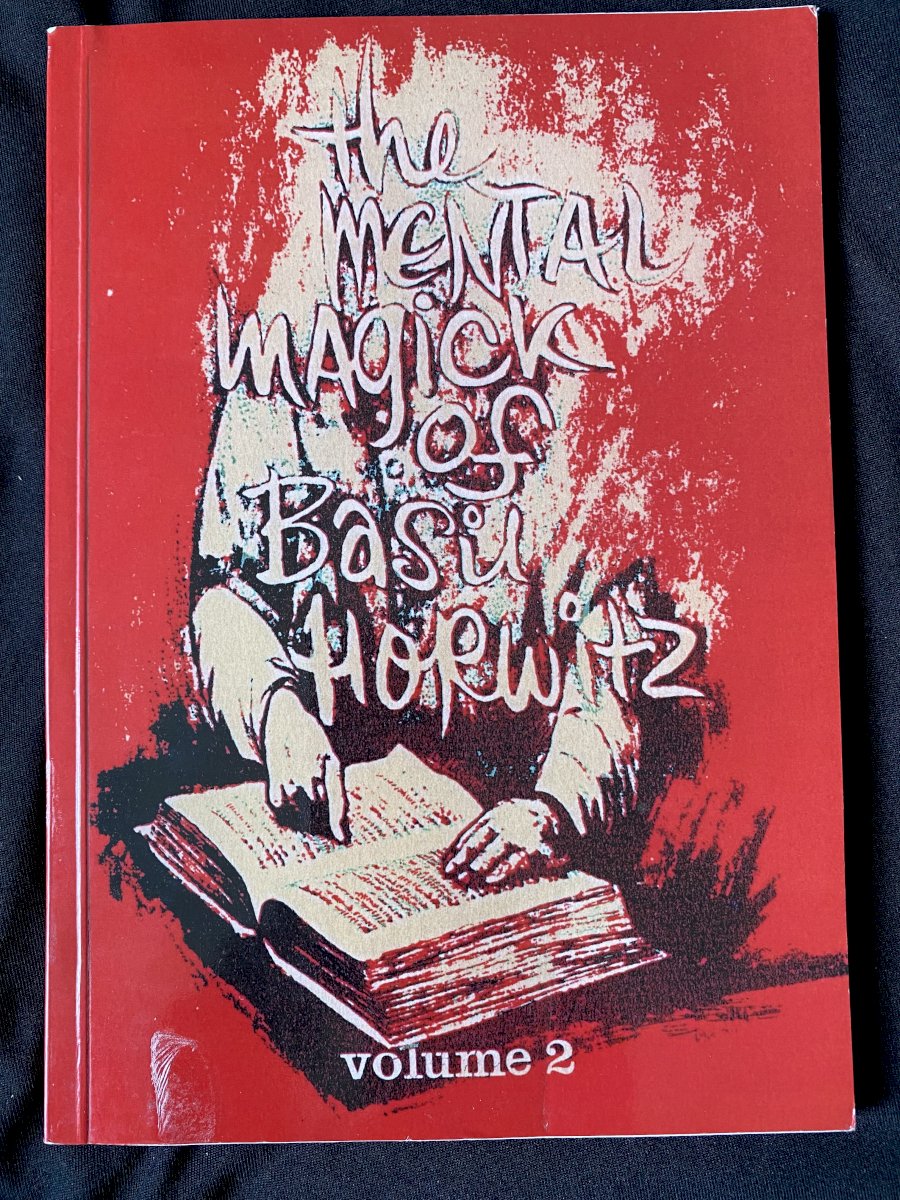 the
MENTAL
magick
of
Basil
HORWitz
volume 2